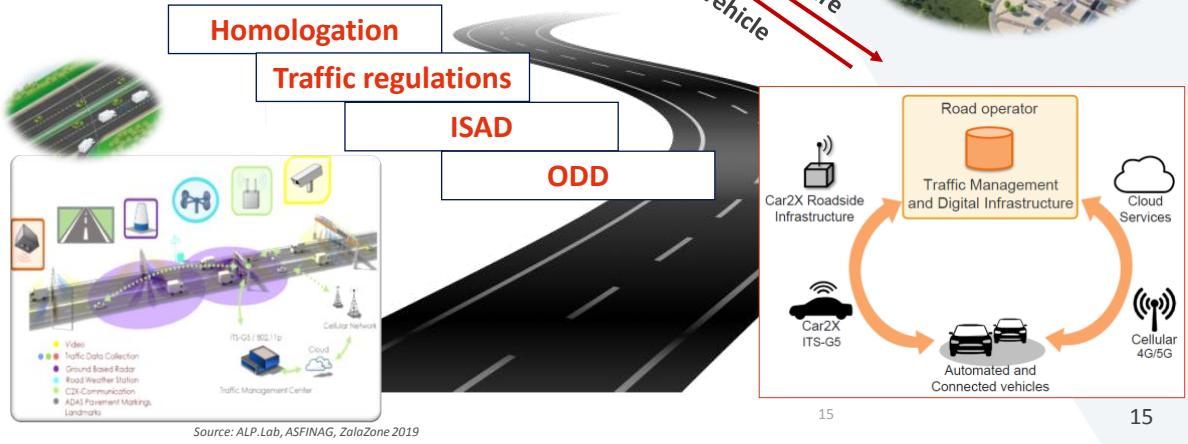 vehicle
Homologation
Traffic regulations
ISAD
ODD
Cellular Network
ITS-G5 / 802.11p
Cloud
Traffic Management Center
Video
Traffic Data Collection
Ground Based Radar
Road Weather Station
C2X-Communication
ADAS Pavement Markings,
Landmarks
Source: ALP.Lab, ASFINAG, ZalaZone 2019
Road operator
Traffic Management
and Digital Infrastructure
Car2X Roadside
Infrastructure
Cloud
Services
Car2X
ITS-G5
Cellular
4G/5G
Automated and
Connected vehicles
15
15